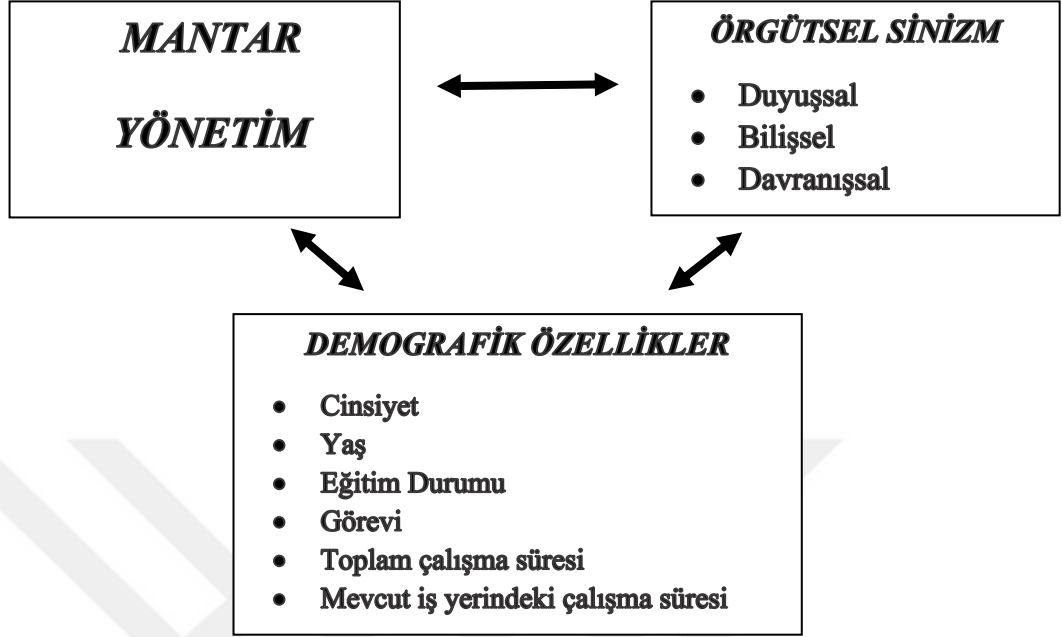 MANTAR
YÖNETİM
ÖRGÜTSEL SİNİZM
• Duyuşsal
• Bilişsel
• Davranışsal
DEMOGRAFİK ÖZELLİKLER
• Cinsiyet
• Yaş
• Eğitim Durumu
• Görevi
• Toplam çalışma süresi
• Mevcut iş yerindeki çalışma süresi